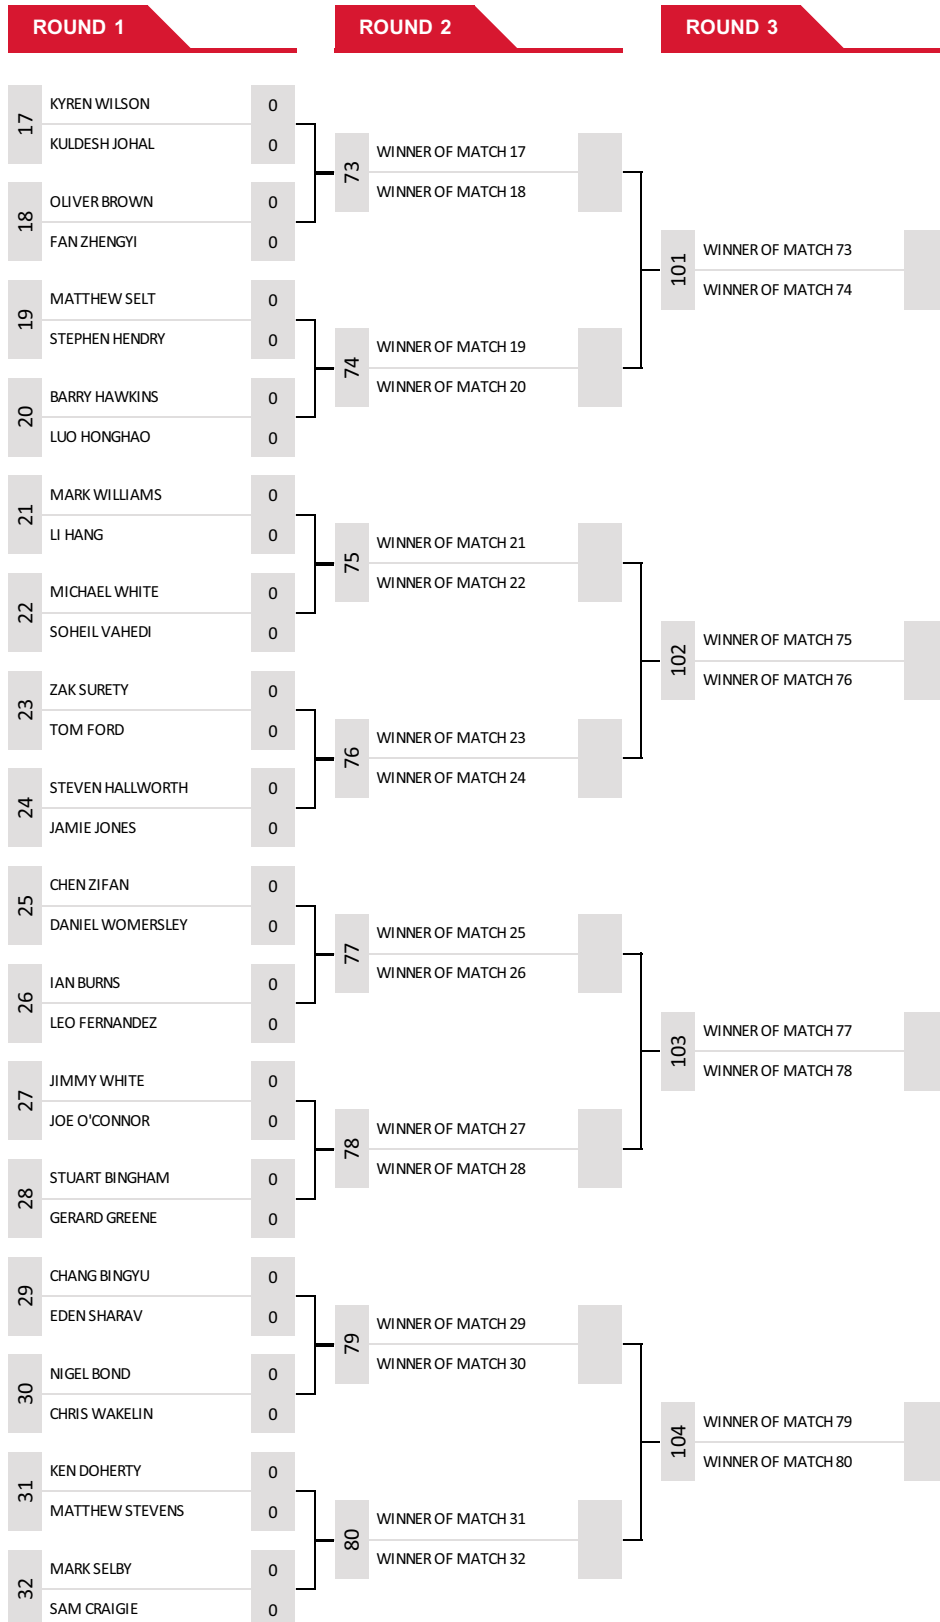 ROUND 1
ROUND 2
ROUND 3
17
KYREN WILSON
0
KULDESH JOHAL
0
18
OLIVER BROWN
0
FAN ZHENGYI
0
19
MATTHEW SELT
0
STEPHEN HENDRY
0
20
BARRY HAWKINS
0
LUO HONGHAO
0
21
MARK WILLIAMS
0
LI HANG
0
22
MICHAEL WHITE
0
SOHEIL VAHEDI
0
23
ZAK SURETY
0
TOM FORD
0
24
STEVEN HALLWORTH
0
JAMIE JONES
0
25
CHEN ZIFAN
0
DANIEL WOMERSLEY
0
26
IAN BURNS
0
LEO FERNANDEZ
0
27
JIMMY WHITE
0
JOE O'CONNOR
0
28
STUART BINGHAM
0
GERARD GREENE
0
29
CHANG BINGYU
0
EDEN SHARAV
0
30
NIGEL BOND
0
CHRIS WAKELIN
0
31
KEN DOHERTY
0
MATTHEW STEVENS
0
32
MARK SELBY
0
SAM CRAIGIE
0
73
WINNER OF MATCH 17
WINNER OF MATCH 18
74
WINNER OF MATCH 19
WINNER OF MATCH 20
75
WINNER OF MATCH 21
WINNER OF MATCH 22
76
WINNER OF MATCH 23
WINNER OF MATCH 24
77
WINNER OF MATCH 25
WINNER OF MATCH 26
78
WINNER OF MATCH 27
WINNER OF MATCH 28
79
WINNER OF MATCH 29
WINNER OF MATCH 30
80
WINNER OF MATCH 31
WINNER OF MATCH 32
101
WINNER OF MATCH 73
WINNER OF MATCH 74
102
WINNER OF MATCH 75
WINNER OF MATCH 76
103
WINNER OF MATCH 77
WINNER OF MATCH 78
104
WINNER OF MATCH 79
WINNER OF MATCH 80